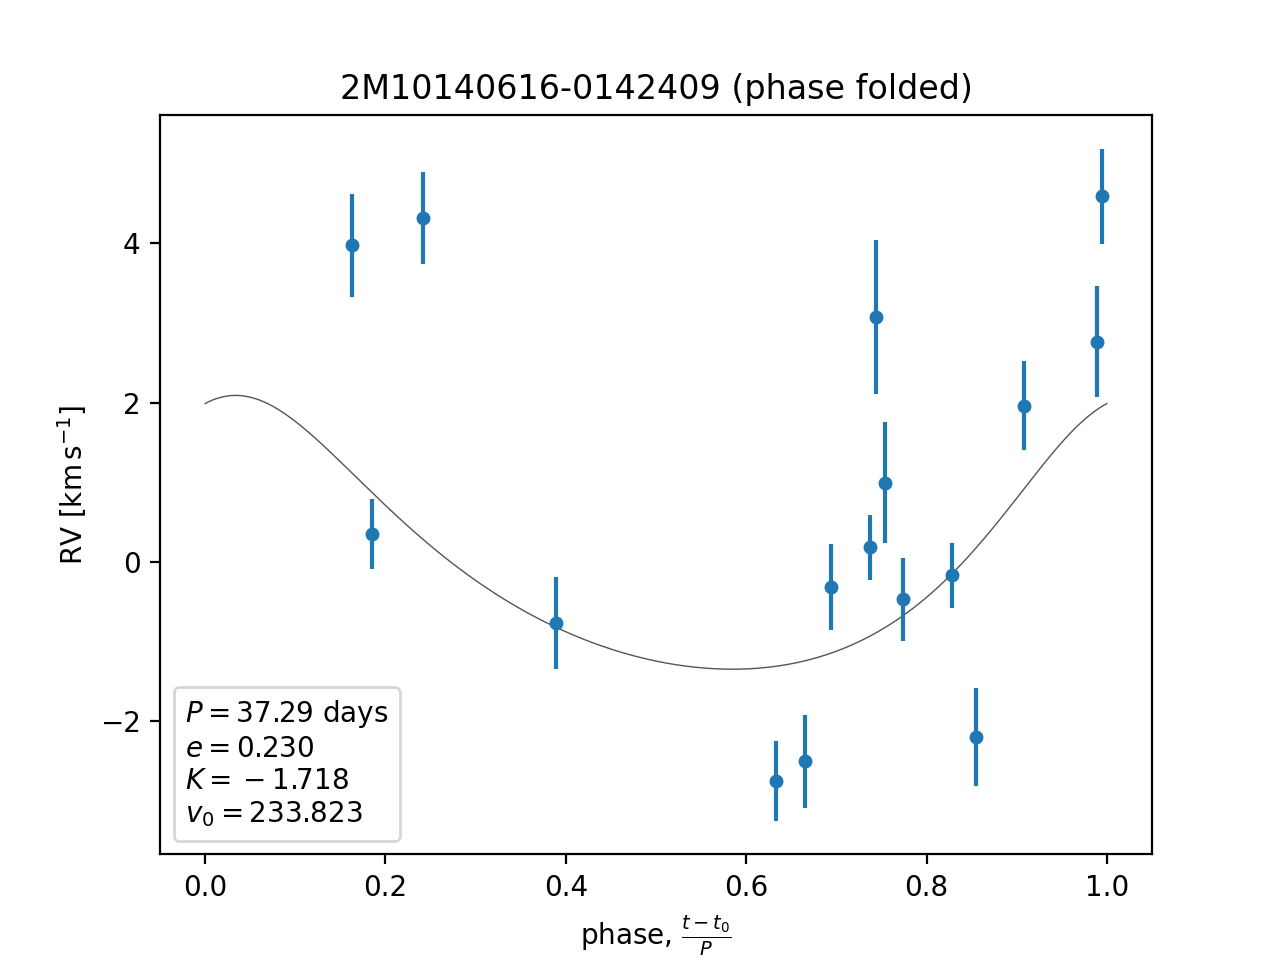 2M10140616-0142409 (phase folded)
RV [km s⁻¹]
4
2
0
−2
P = 37.29 days
e = 0.230
K = −1.718
v₀ = 233.823
0.0 0.2 0.4 0.6 0.8 1.0
phase, (t − t₀)/P